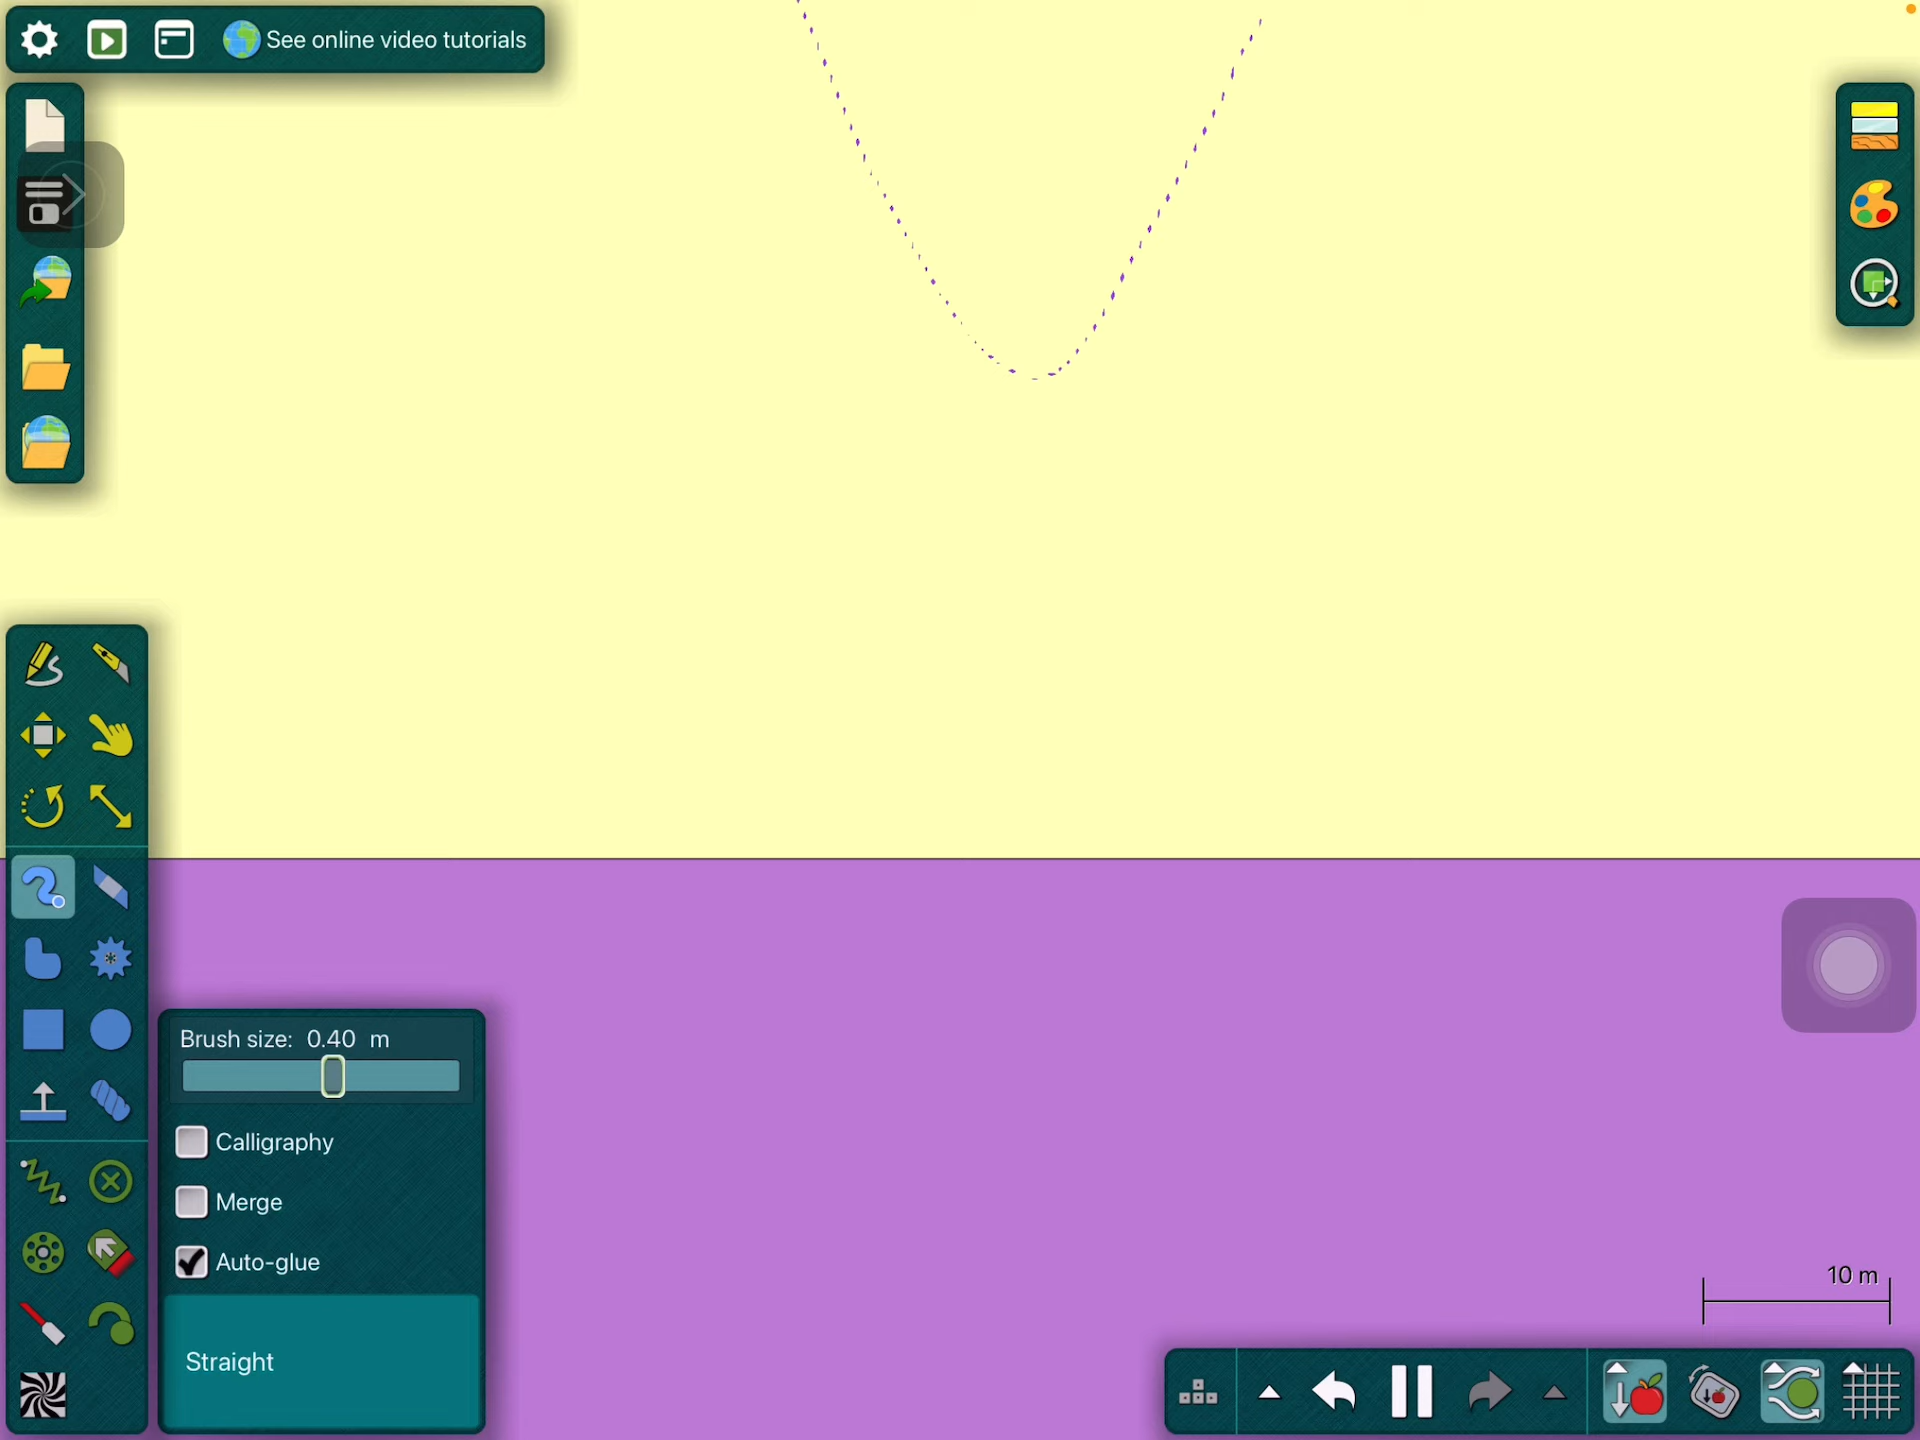 See online video tutorials
Brush size: 0.40 m
Calligraphy
Merge
Auto-glue
Straight
10 m